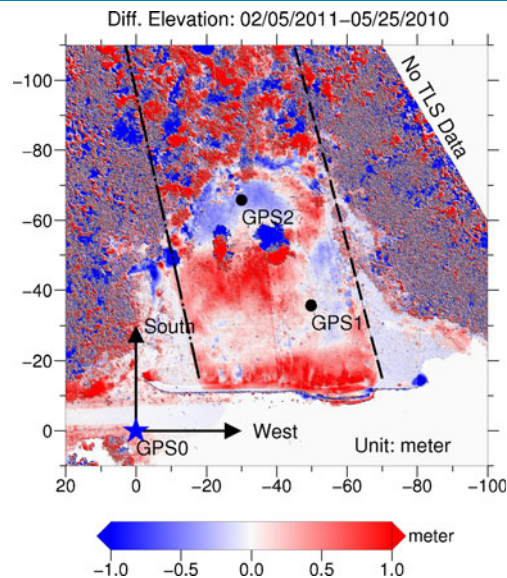 Diff. Elevation: 02/05/2011−05/25/2010
−100
−80
−60
−40
−20
0
No TLS Data
GPS2
GPS1
South
West
GPS0
Unit: meter
20 0 −20 −40 −60 −80 −100
meter
−1.0 −0.5 0.0 0.5 1.0